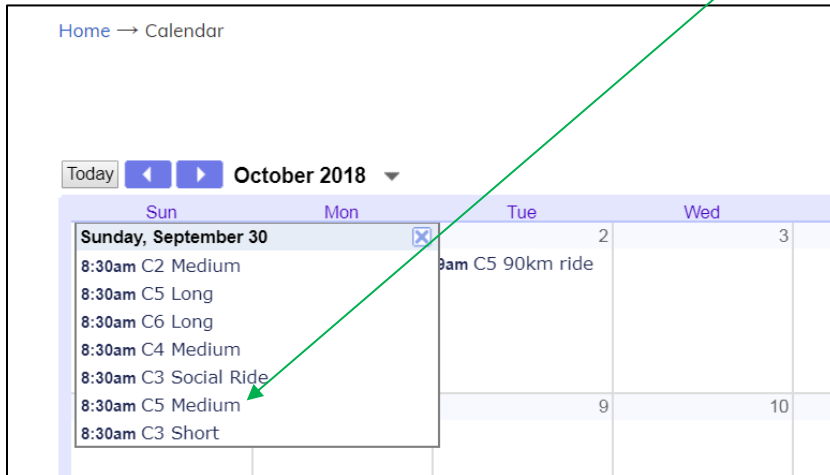 Home → Calendar
Today October 2018
Sun Mon Tue Wed
Sunday, September 30 2 3
8:30am C2 Medium 9am C5 90km ride
8:30am C5 Long
8:30am C6 Long
8:30am C4 Medium
8:30am C3 Social Ride
8:30am C5 Medium 9 10
8:30am C3 Short